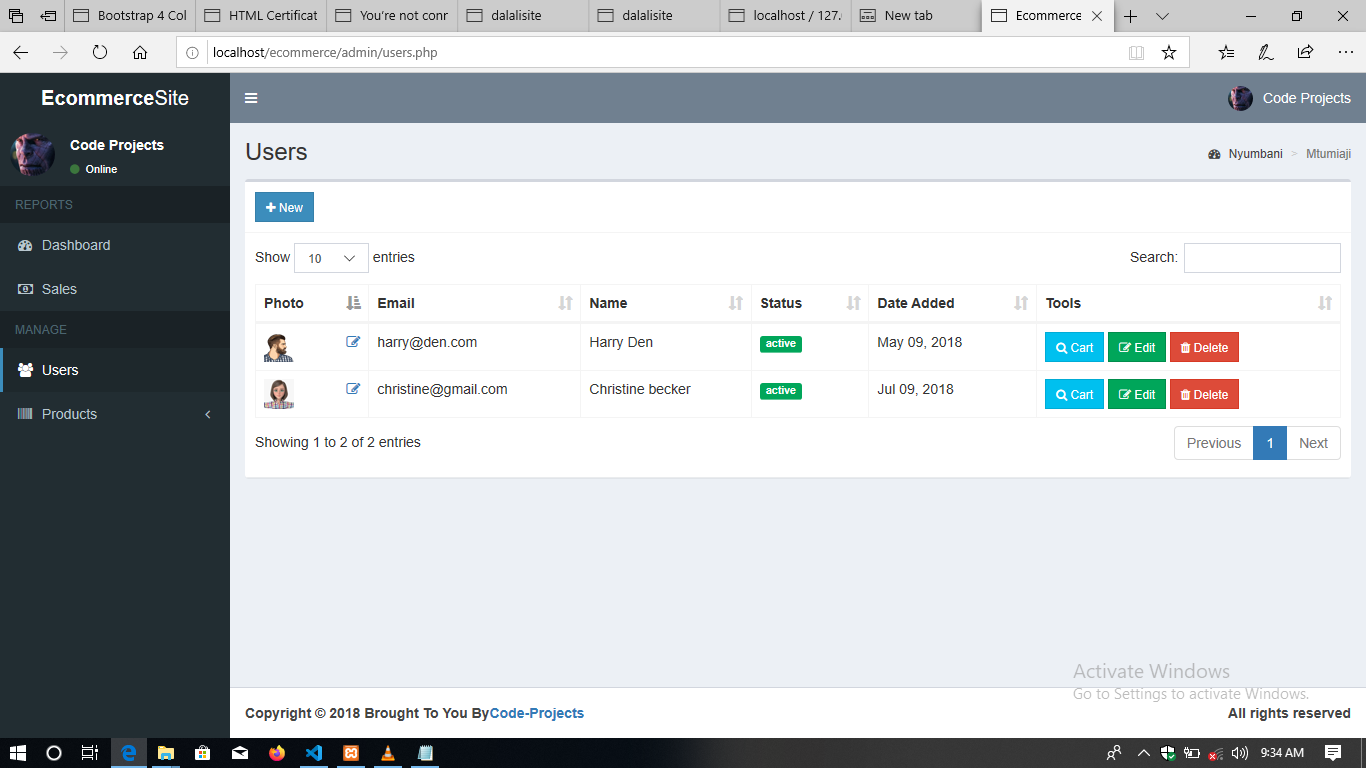 Bootstrap 4 Col
HTML Certificat
You're not conr
dalalisite
dalalisite
localhost / 127.
New tab
Ecommerce
localhost/ecommerce/admin/users.php
EcommerceSite
Code Projects
Code Projects
Online
Users
Nyumbani > Mtumiaji
REPORTS
Dashboard
Sales
MANAGE
Users
Products
New
Show 10 entries
Search:
Photo Email Name Status Date Added Tools
harry@den.com Harry Den active May 09, 2018 Cart Edit Delete
christine@gmail.com Christine becker active Jul 09, 2018 Cart Edit Delete
Showing 1 to 2 of 2 entries
Previous 1 Next
Activate Windows
Go to Settings to activate Windows.
Copyright © 2018 Brought To You ByCode-Projects
All rights reserved
9:34 AM